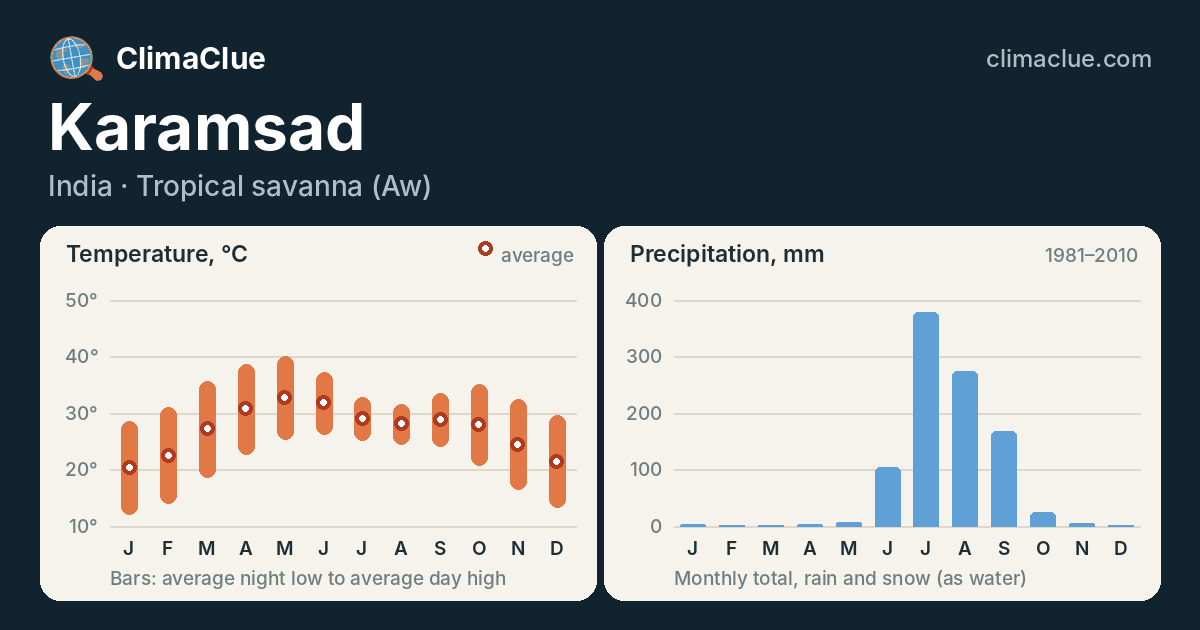 ClimaClue
climaclue.com
Karamsad
India · Tropical savanna (Aw)
Temperature, °C
average
50°
40°
30°
20°
10°
J F M A M J J A S O N D
Bars: average night low to average day high
Precipitation, mm
1981–2010
400
300
200
100
0
J F M A M J J A S O N D
Monthly total, rain and snow (as water)